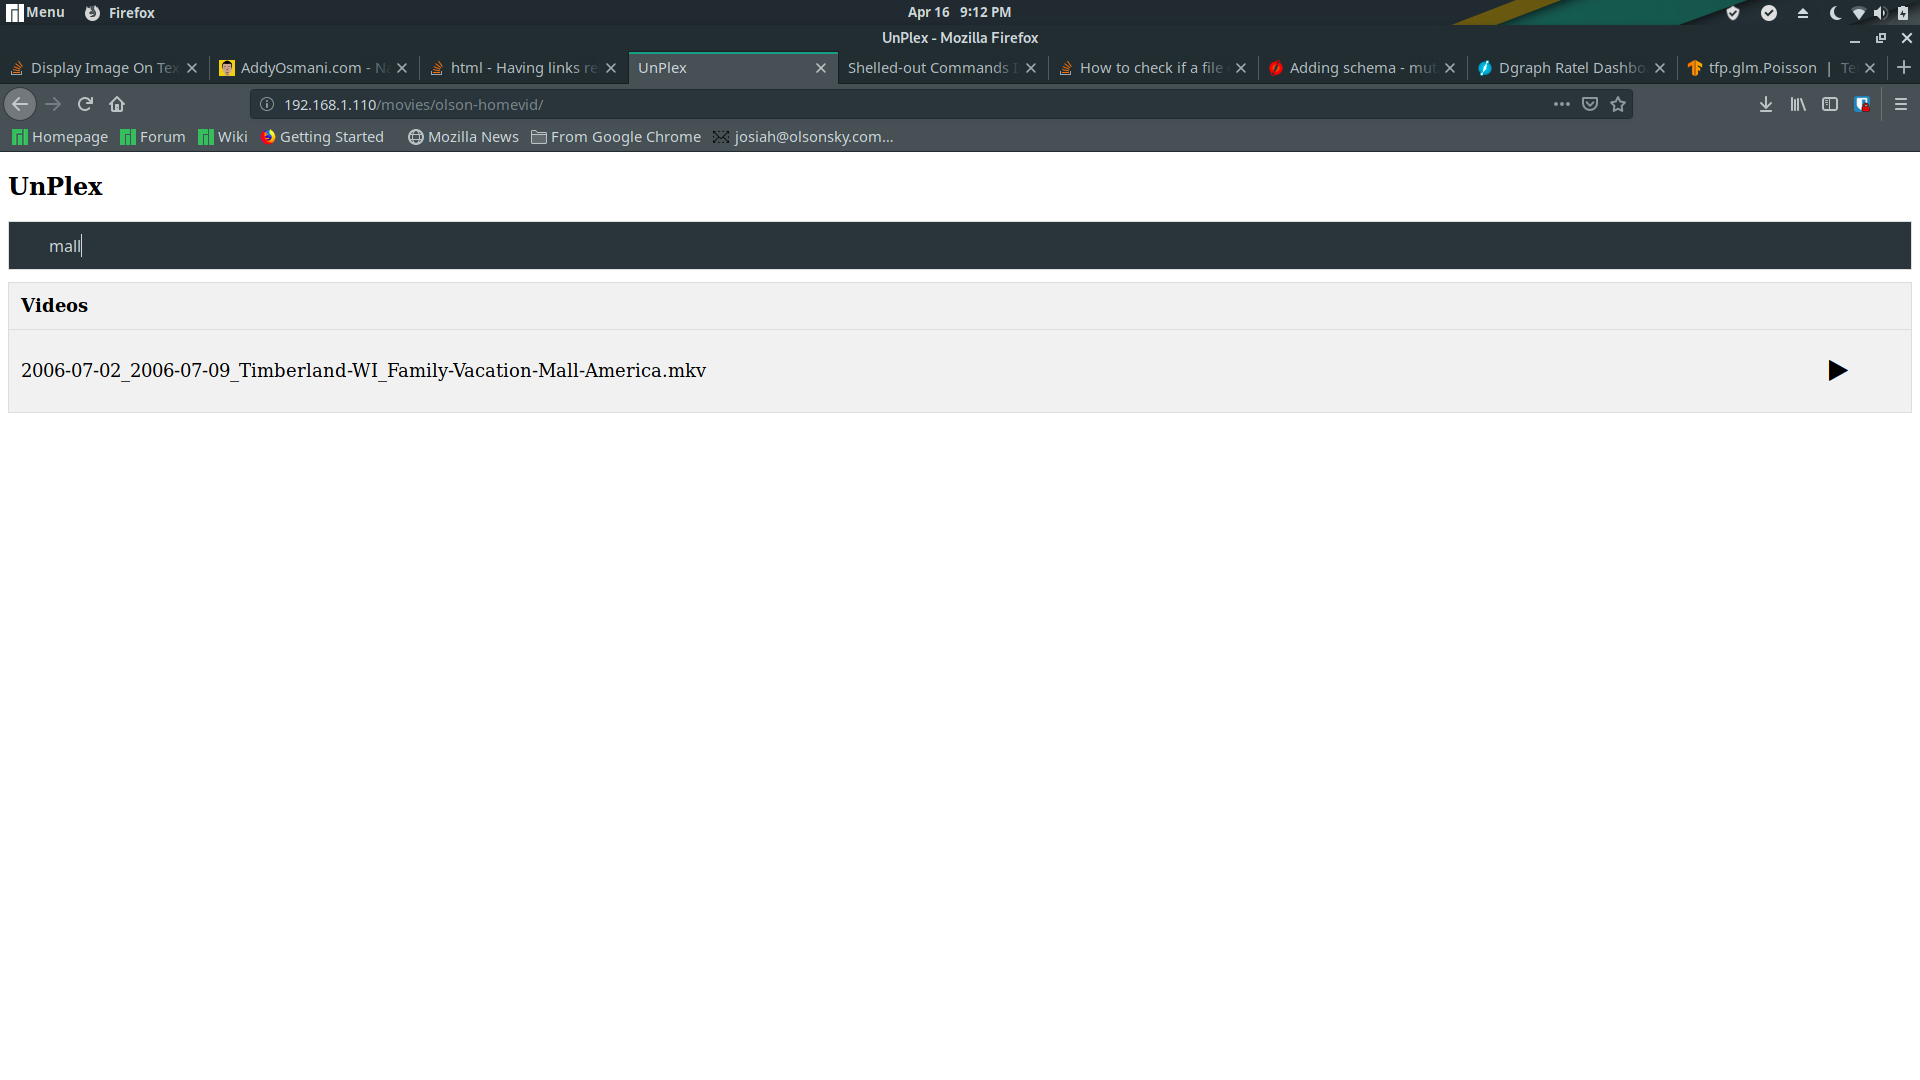 Menu Firefox Apr 16 9:12 PM
UnPlex - Mozilla Firefox
Display Image On Tex AddyOsmani.com - Na html - Having links re UnPlex Shelled-out Commands How to check if a file Adding schema - mut Dgraph Ratel Dashbo tfp.glm.Poisson | Te
192.168.1.110/movies/olson-homevid/
Homepage Forum Wiki Getting Started Mozilla News From Google Chrome josiah@olsonsky.com...
UnPlex
mall
Videos
2006-07-02_2006-07-09_Timberland-WI_Family-Vacation-Mall-America.mkv